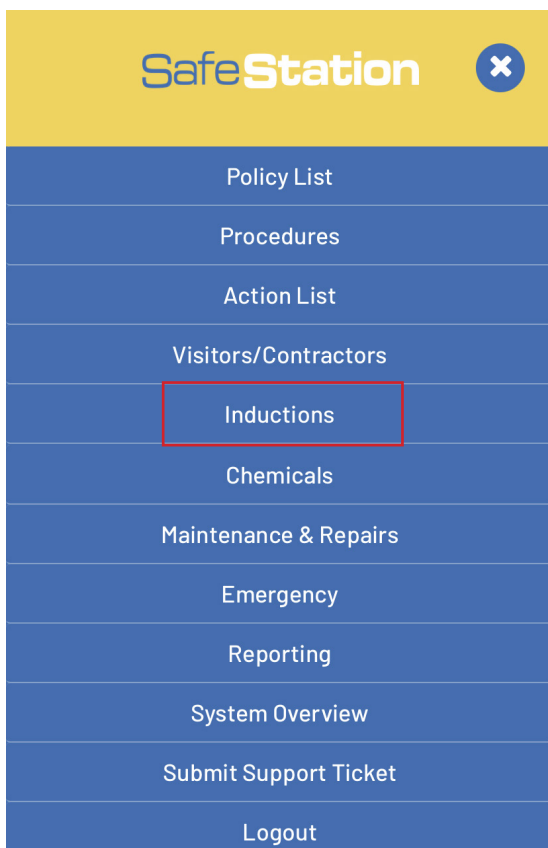 SafeStation
Policy List
Procedures
Action List
Visitors/Contractors
Inductions
Chemicals
Maintenance & Repairs
Emergency
Reporting
System Overview
Submit Support Ticket
Logout